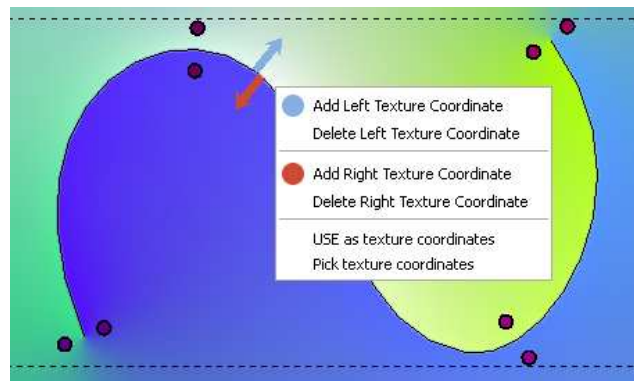 Add Left Texture Coordinate
Delete Left Texture Coordinate
Add Right Texture Coordinate
Delete Right Texture Coordinate
USE as texture coordinates
Pick texture coordinates